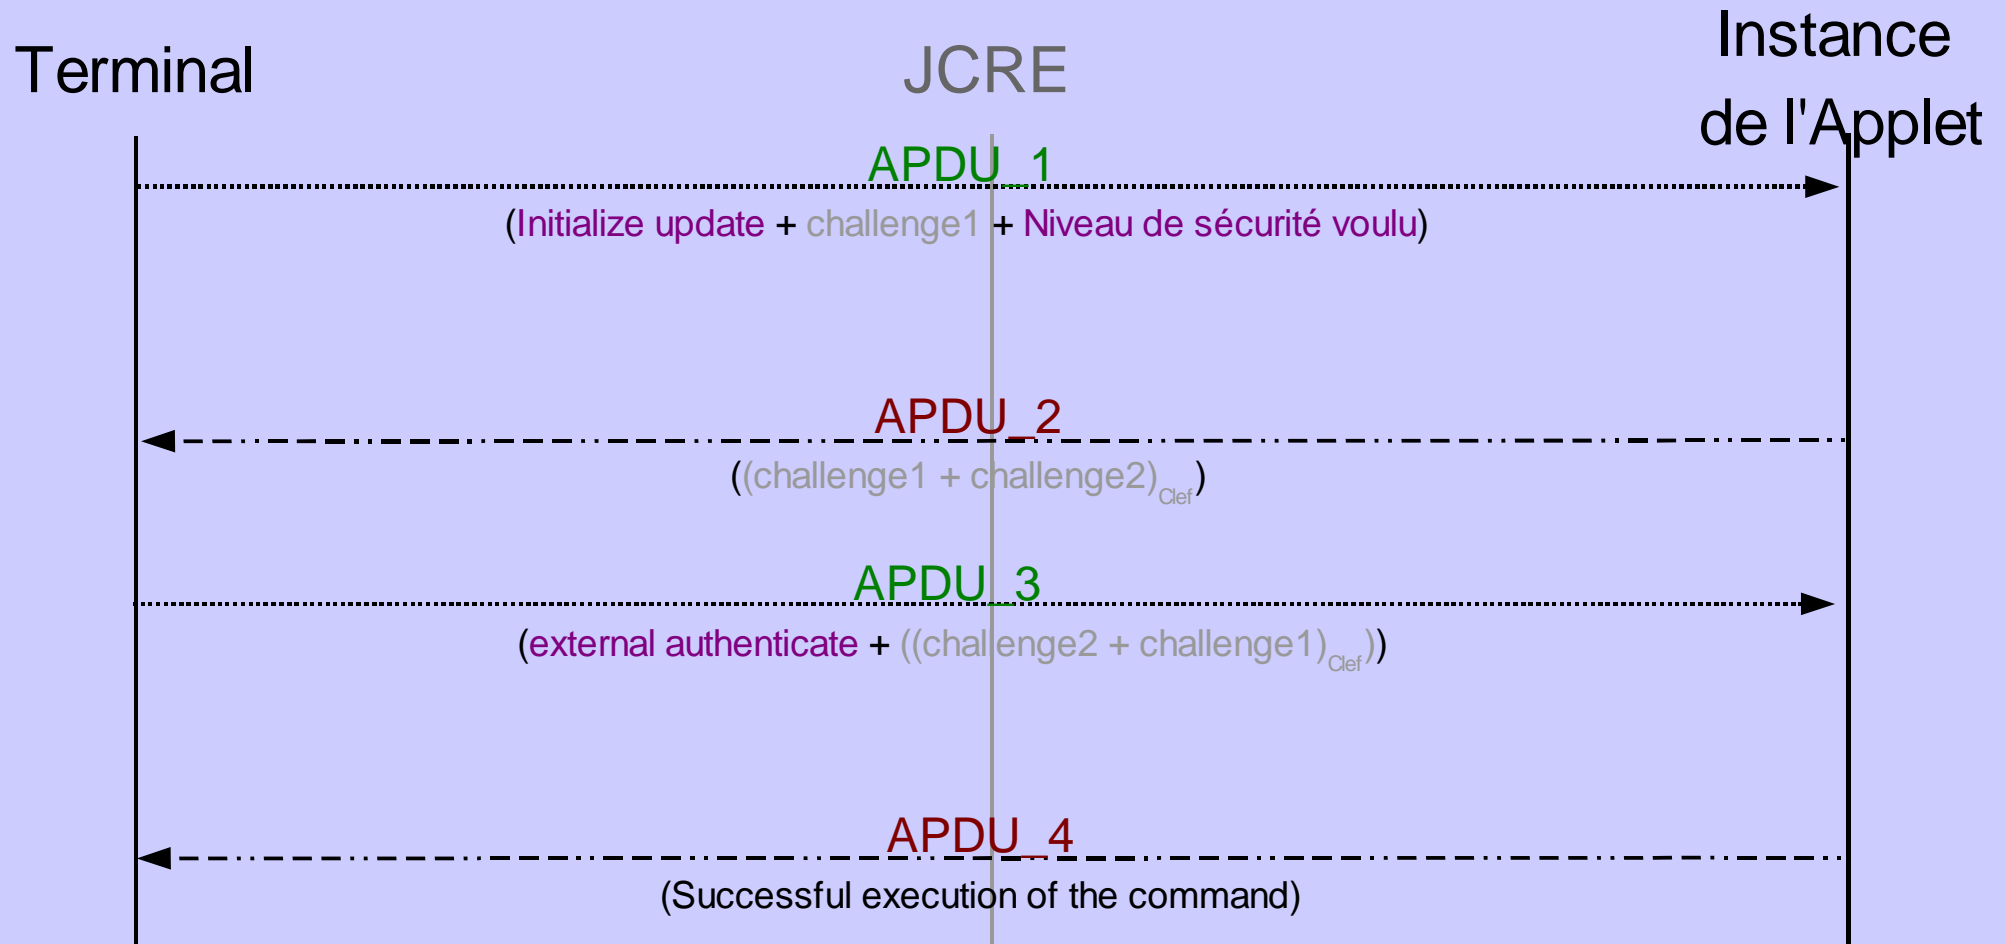 Terminal
JCRE
Instance
de l'Applet
APDU_1
(Initialize update + challenge1 + Niveau de sécurité voulu)
APDU_2
((challenge1 + challenge2)Clef)
APDU_3
(external authenticate + ((challenge2 + challenge1)Clef))
APDU_4
(Successful execution of the command)